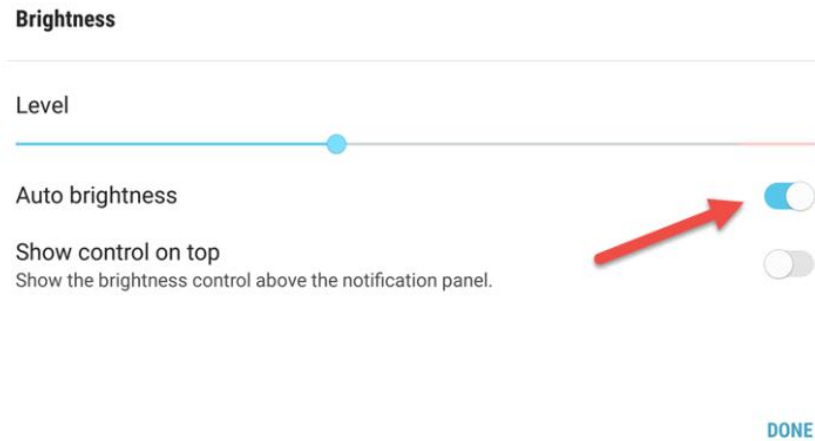 Brightness
Level
Auto brightness
Show control on top
Show the brightness control above the notification panel.
DONE